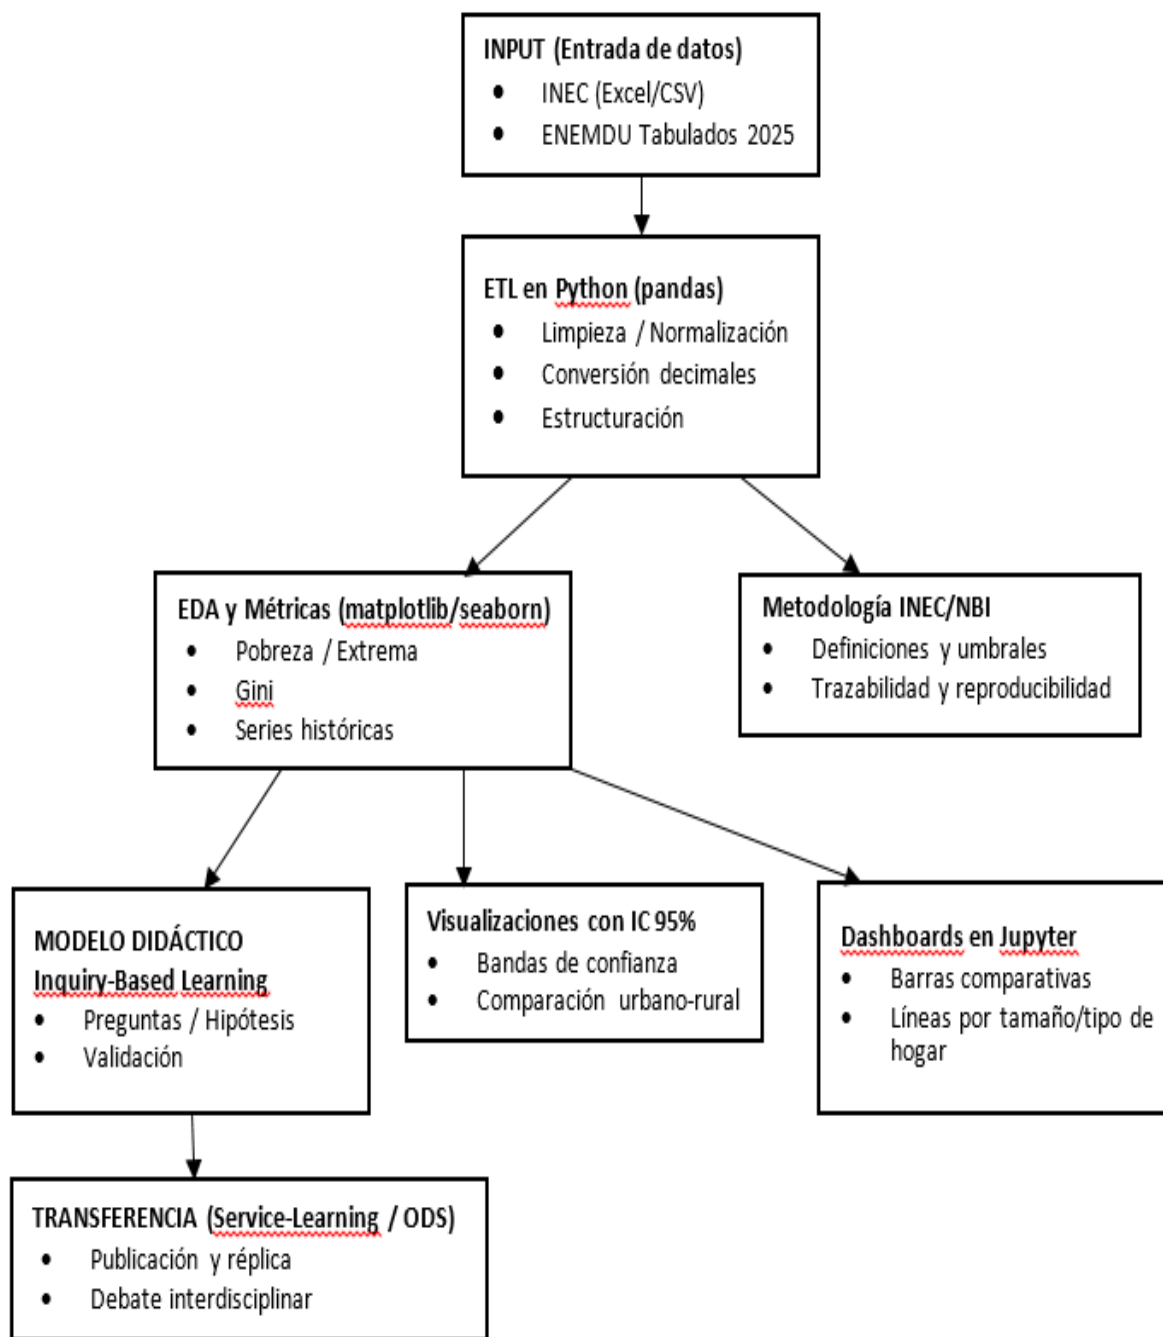 INPUT (Entrada de datos)
• INEC (Excel/CSV)
• ENEMDU Tabulados 2025
ETL en Python (pandas)
• Limpieza / Normalización
• Conversión decimales
• Estructuración
EDA y Métricas (matplotlib/seaborn)
• Pobreza / Extrema
• Gini
• Series históricas
Metodología INEC/NBI
• Definiciones y umbrales
• Trazabilidad y reproducibilidad
MODELO DIDÁCTICO
Inquiry-Based Learning
• Preguntas / Hipótesis
• Validación
Visualizaciones con IC 95%
• Bandas de confianza
• Comparación urbano-rural
Dashboards en Jupyter
• Barras comparativas
• Líneas por tamaño/tipo de
hogar
TRANSFERENCIA (Service-Learning / ODS)
• Publicación y réplica
• Debate interdisciplinar